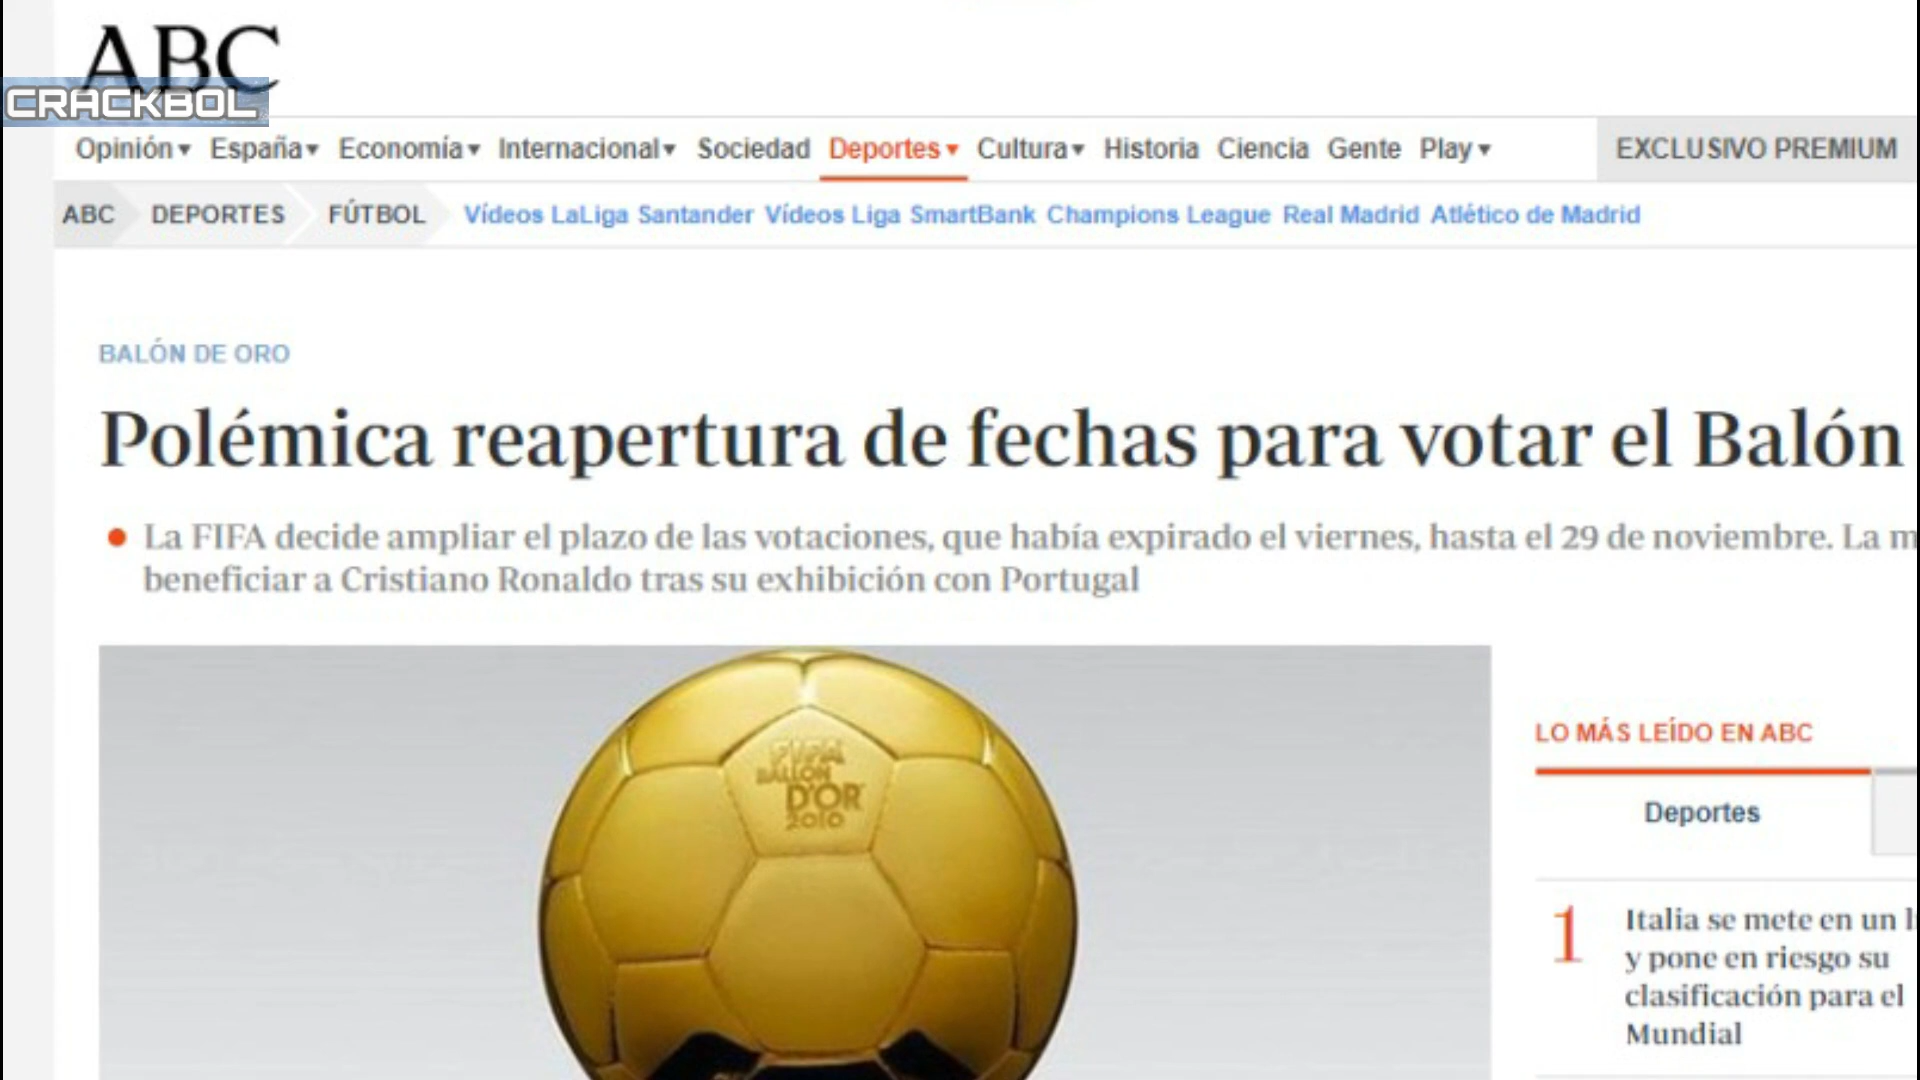 ABC
CRACKBOL
Opinión España Economía Internacional Sociedad Deportes Cultura Historia Ciencia Gente Play EXCLUSIVO PREMIUM
ABC DEPORTES FÚTBOL Vídeos LaLiga Santander Vídeos Liga SmartBank Champions League Real Madrid Atlético de Madrid
BALÓN DE ORO
Polémica reapertura de fechas para votar el Balón
La FIFA decide ampliar el plazo de las votaciones, que había expirado el viernes, hasta el 29 de noviembre. La
beneficiar a Cristiano Ronaldo tras su exhibición con Portugal
FIFA
BALLON
D'OR
2010
LO MÁS LEÍDO EN ABC
Deportes
1
Italia se mete en un
y pone en riesgo su
clasificación para el
Mundial